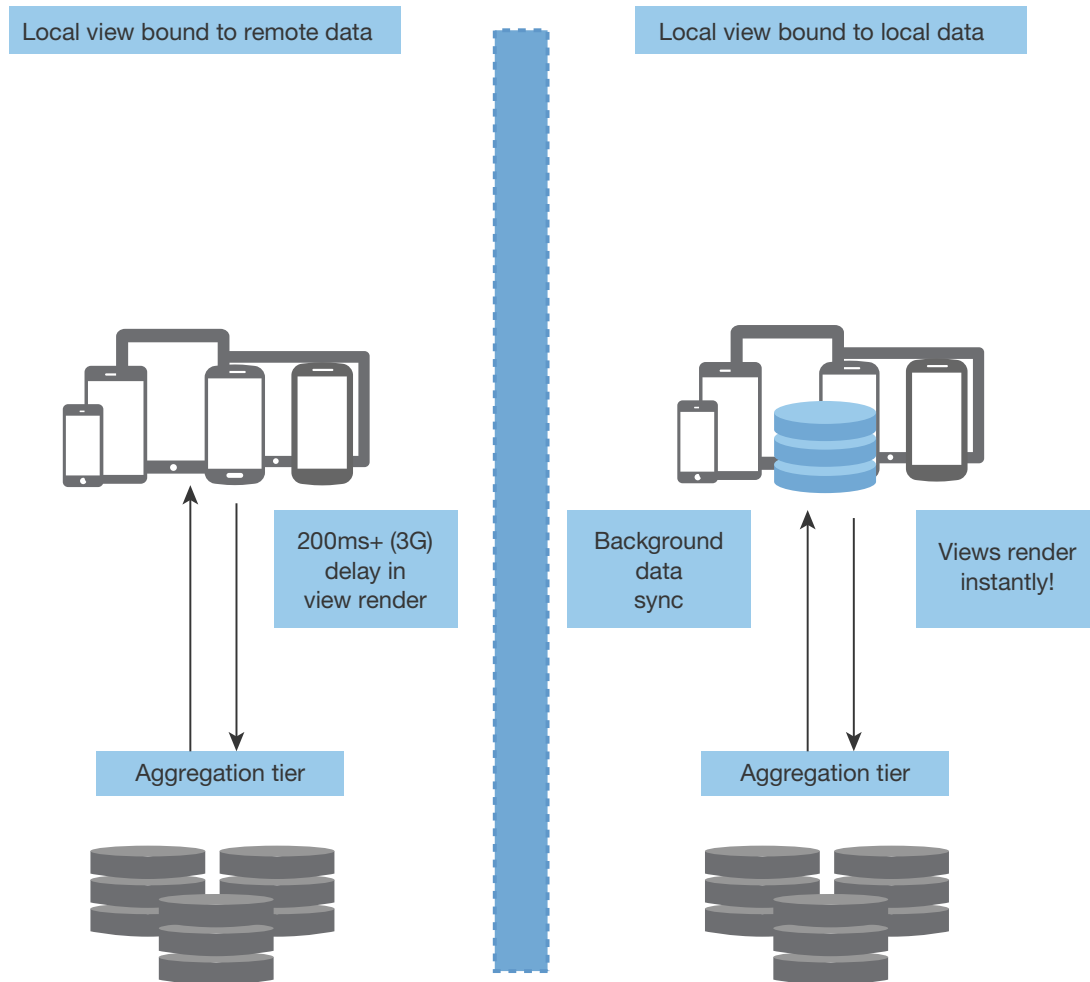 Local view bound to remote data
Local view bound to local data
200ms+ (3G)
delay in
view render
Background
data
sync
Views render
instantly!
Aggregation tier
Aggregation tier